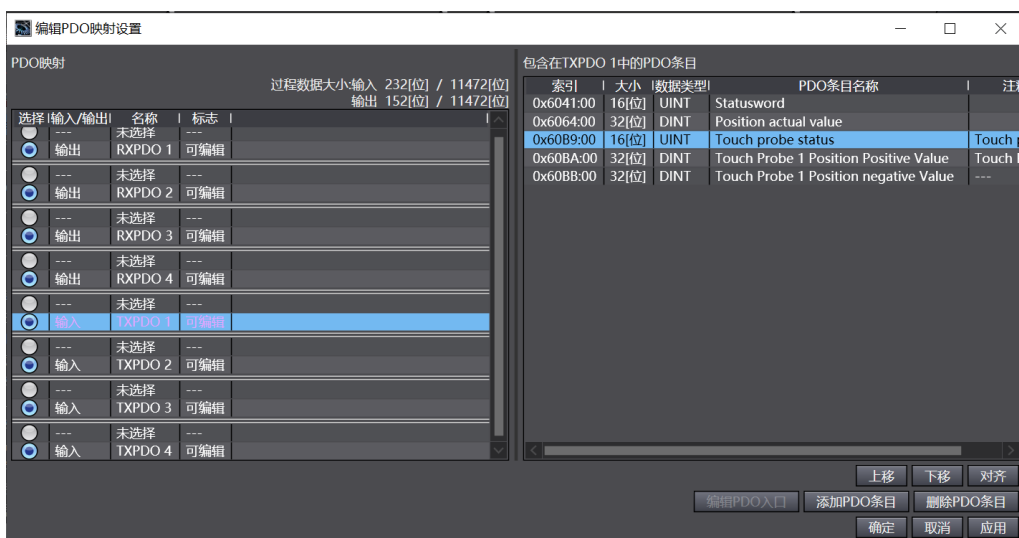 编辑PDO映射设置
PDO映射
过程数据大小:输入 232[位] / 11472[位]
输出 152[位] / 11472[位]
选择 输入/输出 名称 标志
--- 未选择 ---
输出 RXPDO 1 可编辑
--- 未选择 ---
输出 RXPDO 2 可编辑
--- 未选择 ---
输出 RXPDO 3 可编辑
--- 未选择 ---
输出 RXPDO 4 可编辑
--- 未选择 ---
输入 TXPDO 1 可编辑
--- 未选择 ---
输入 TXPDO 2 可编辑
--- 未选择 ---
输入 TXPDO 3 可编辑
--- 未选择 ---
输入 TXPDO 4 可编辑
包含在TXPDO 1中的PDO条目
索引 大小 数据类型 PDO条目名称 注
0x6041:00 16[位] UINT Statusword
0x6064:00 32[位] DINT Position actual value
0x60B9:00 16[位] UINT Touch probe status Touch
0x60BA:00 32[位] DINT Touch Probe 1 Position Positive Value Touch
0x60BB:00 32[位] DINT Touch Probe 1 Position negative Value ---
上移 下移 对齐
编辑PDO入口 添加PDO条目 删除PDO条目
确定 取消 应用